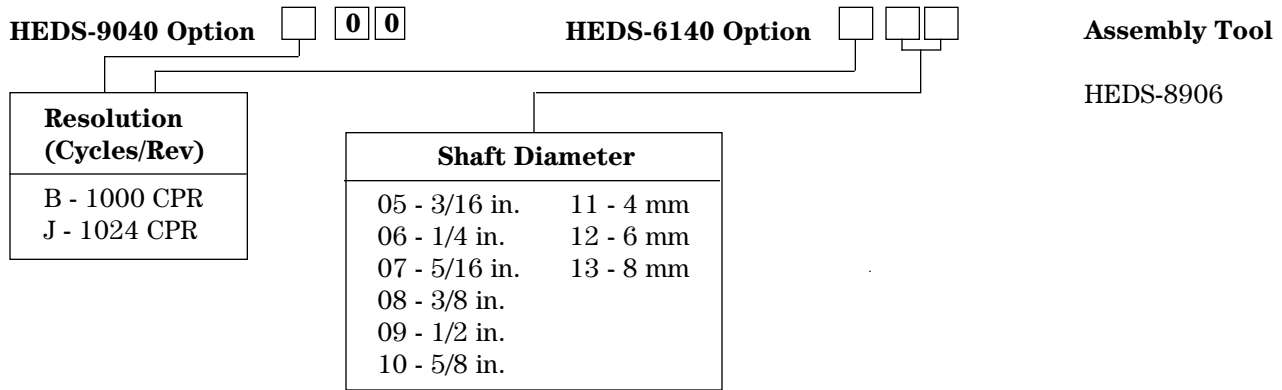 HEDS-9040 Option 0 0 HEDS-6140 Option Assembly Tool
HEDS-8906
Resolution
(Cycles/Rev)
B - 1000 CPR
J - 1024 CPR
Shaft Diameter
05 - 3/16 in. 11 - 4 mm
06 - 1/4 in. 12 - 6 mm
07 - 5/16 in. 13 - 8 mm
08 - 3/8 in.
09 - 1/2 in.
10 - 5/8 in.